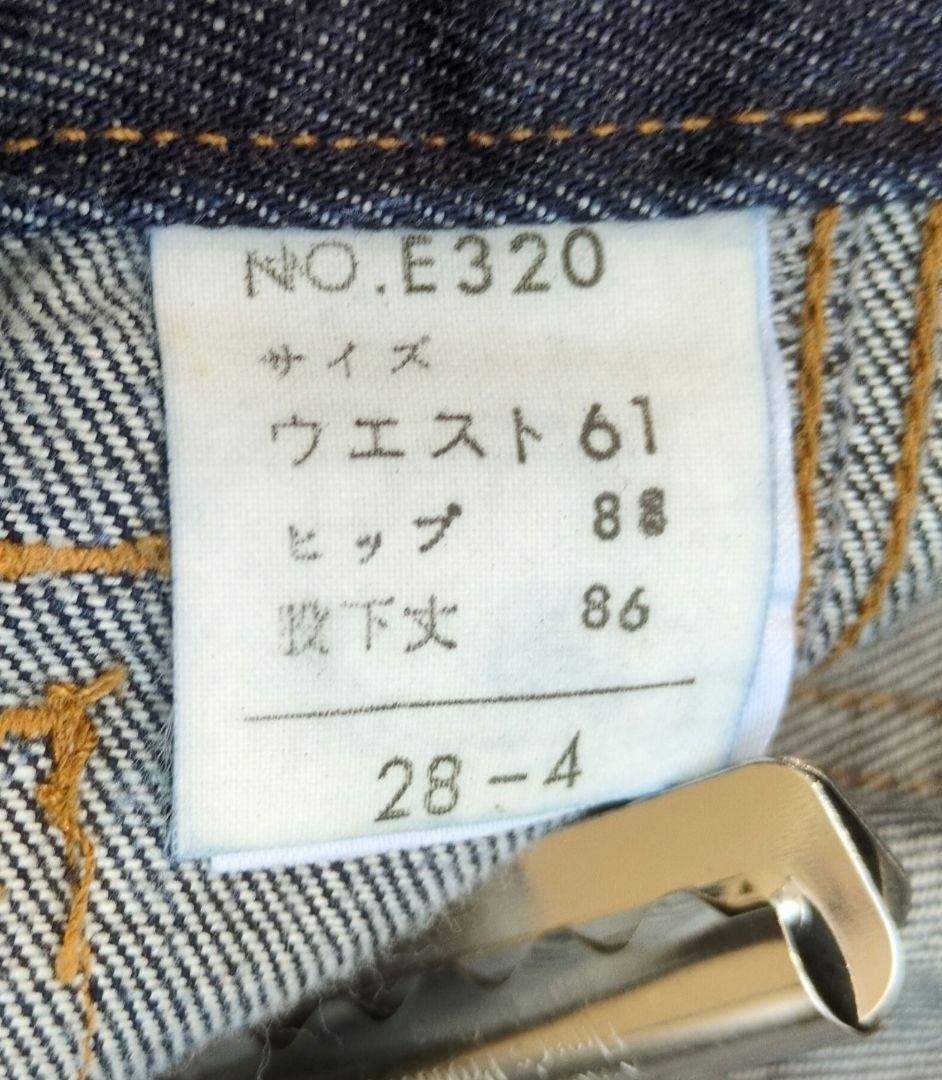 NO.E320
サイズ
ウエスト 61
ヒップ 88
股下丈 86
28-4